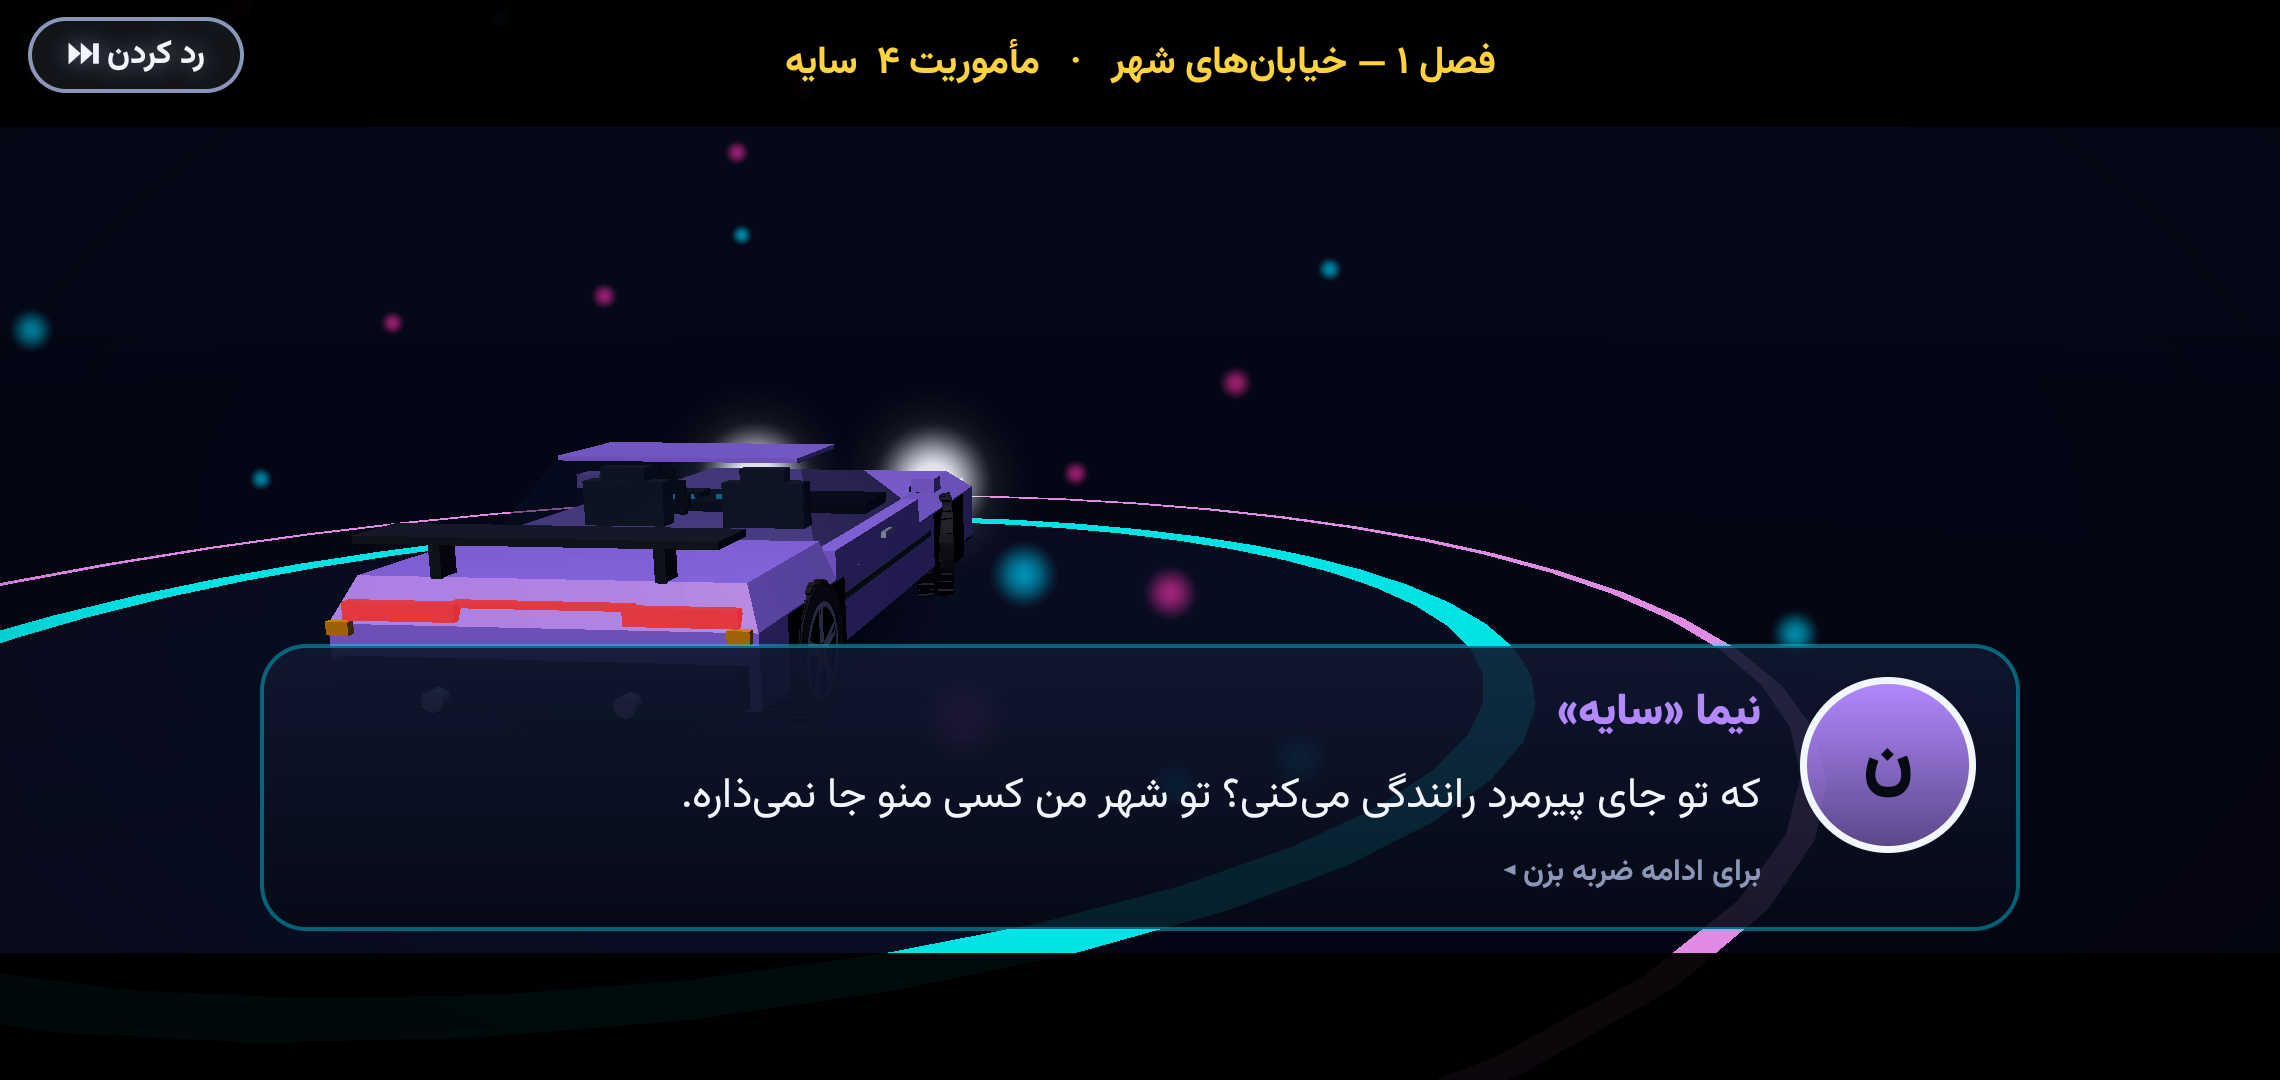 رد کردن ⏭
فصل ۱ — خیابان‌های شهر · مأموریت ۴ سایه
نیما «سایه»
ن
که تو جای پیرمرد رانندگی می‌کنی؟ تو شهر من کسی منو جا نمی‌ذاره.
برای ادامه ضربه بزن ◂